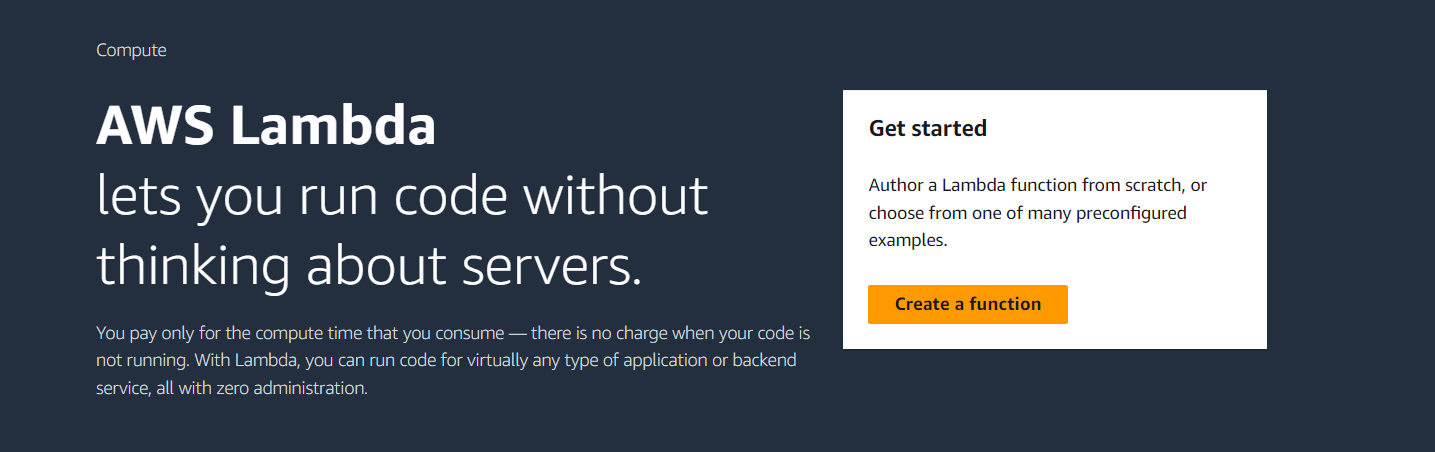 Compute
AWS Lambda
lets you run code without
thinking about servers.
You pay only for the compute time that you consume — there is no charge when your code is
not running. With Lambda, you can run code for virtually any type of application or backend
service, all with zero administration.
Get started
Author a Lambda function from scratch, or
choose from one of many preconfigured
examples.
Create a function